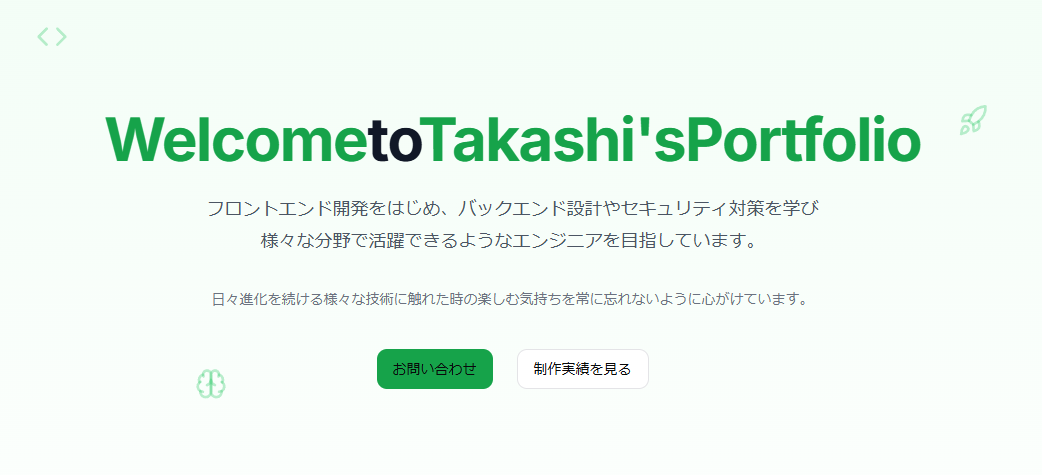 WelcometoTakashi'sPortfolio
フロントエンド開発をはじめ、バックエンド設計やセキュリティ対策を学び
様々な分野で活躍できるようなエンジニアを目指しています。
日々進化を続ける様々な技術に触れた時の楽しむ気持ちを常に忘れないように心がけています。
お問い合わせ
制作実績を見る